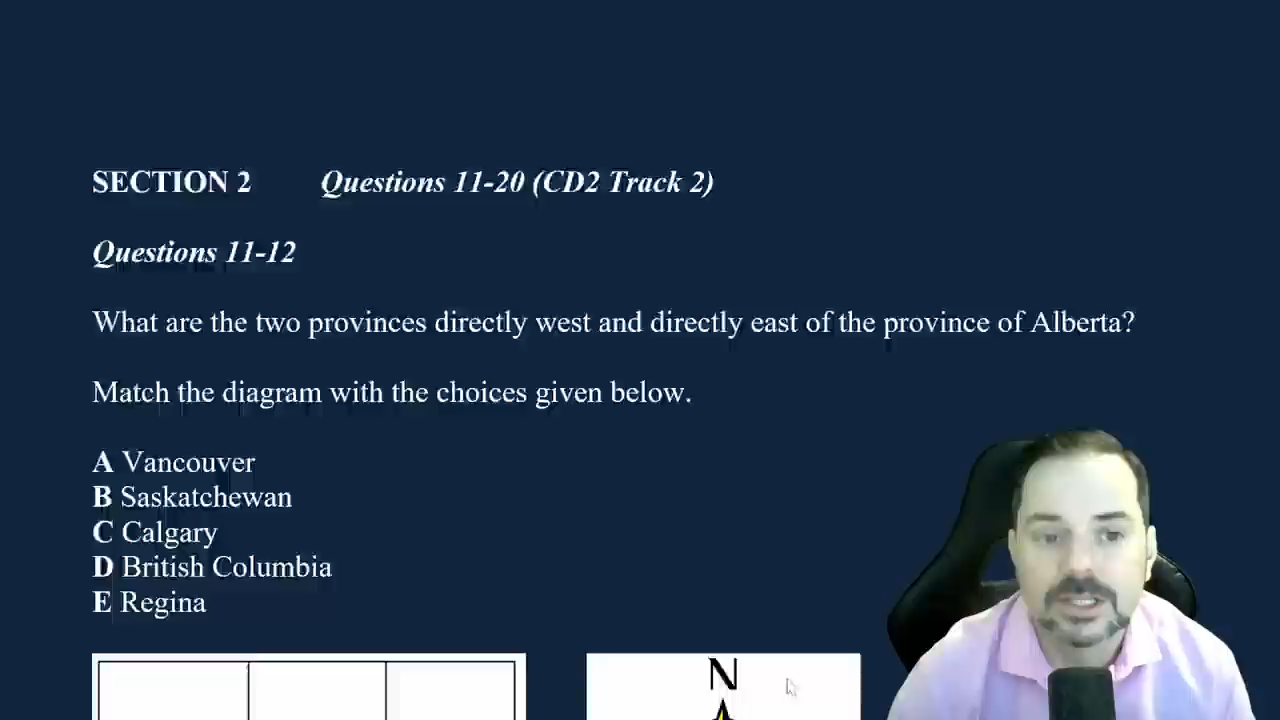 SECTION 2 Questions 11-20 (CD2 Track 2)
Questions 11-12
What are the two provinces directly west and directly east of the province of Alberta?
Match the diagram with the choices given below.
A Vancouver
B Saskatchewan
C Calgary
D British Columbia
E Regina
N